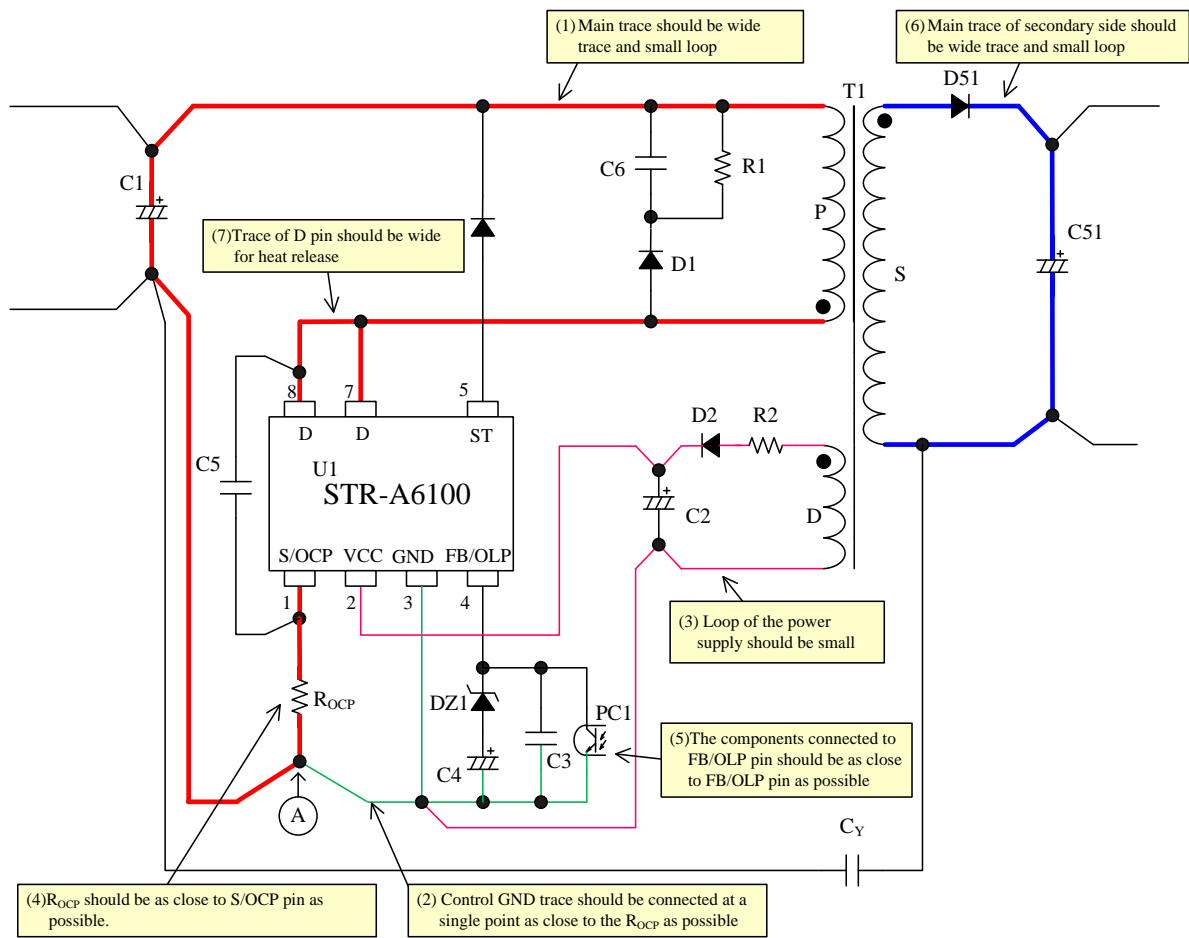 (1) Main trace should be wide
trace and small loop
(6) Main trace of secondary side should
be wide trace and small loop
D51
T1
C1
C6
R1
P
(7)Trace of D pin should be wide
for heat release
D1
S
C51
8
7
5
D
D
ST
D2
R2
C5
U1
STR-A6100
C2
D
S/OCP
VCC
GND
FB/OLP
1
2
3
4
(3) Loop of the power
supply should be small
ROCP
DZ1
PC1
C4
C3
(5)The components connected to
FB/OLP pin should be as close
to FB/OLP pin as possible
A
CY
(4)ROCP should be as close to S/OCP pin as
possible.
(2) Control GND trace should be connected at a
single point as close to the ROCP as possible